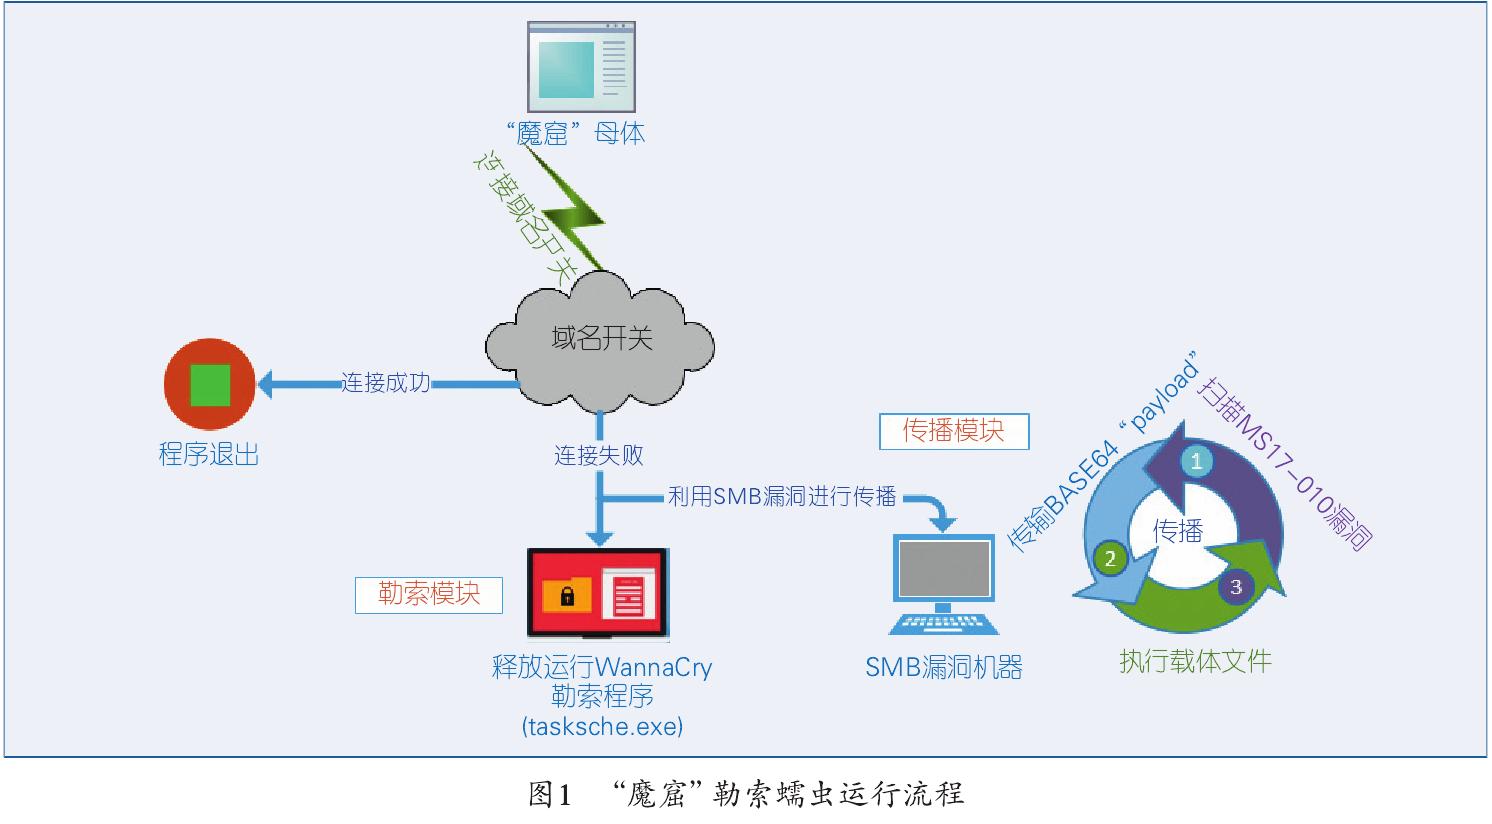 “魔窟”母体
连接域名开关
域名开关
连接成功
程序退出
连接失败
利用SMB漏洞进行传播
传播模块
勒索模块
释放运行WannaCry
勒索程序
(tasksche.exe)
SMB漏洞机器
传输BASE64“payload”
扫描MS17-010漏洞
1
传播
2
3
执行载体文件
图1 “魔窟”勒索蠕虫运行流程